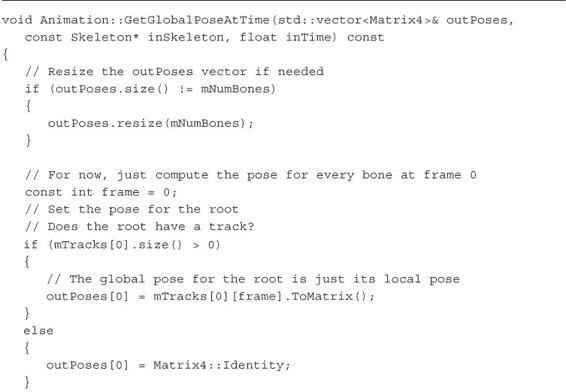 void Animation::GetGlobalPoseAtTime(std::vector<Matrix4>& outPoses,
   const Skeleton* inSkeleton, float inTime) const
{
   // Resize the outPoses vector if needed
   if (outPoses.size() != mNumBones)
   {
      outPoses.resize(mNumBones);
   }

   // For now, just compute the pose for every bone at frame 0
   const int frame = 0;
   // Set the pose for the root
   // Does the root have a track?
   if (mTracks[0].size() > 0)
   {
      // The global pose for the root is just its local pose
      outPoses[0] = mTracks[0][frame].ToMatrix();
   }
   else
   {
      outPoses[0] = Matrix4::Identity;
   }